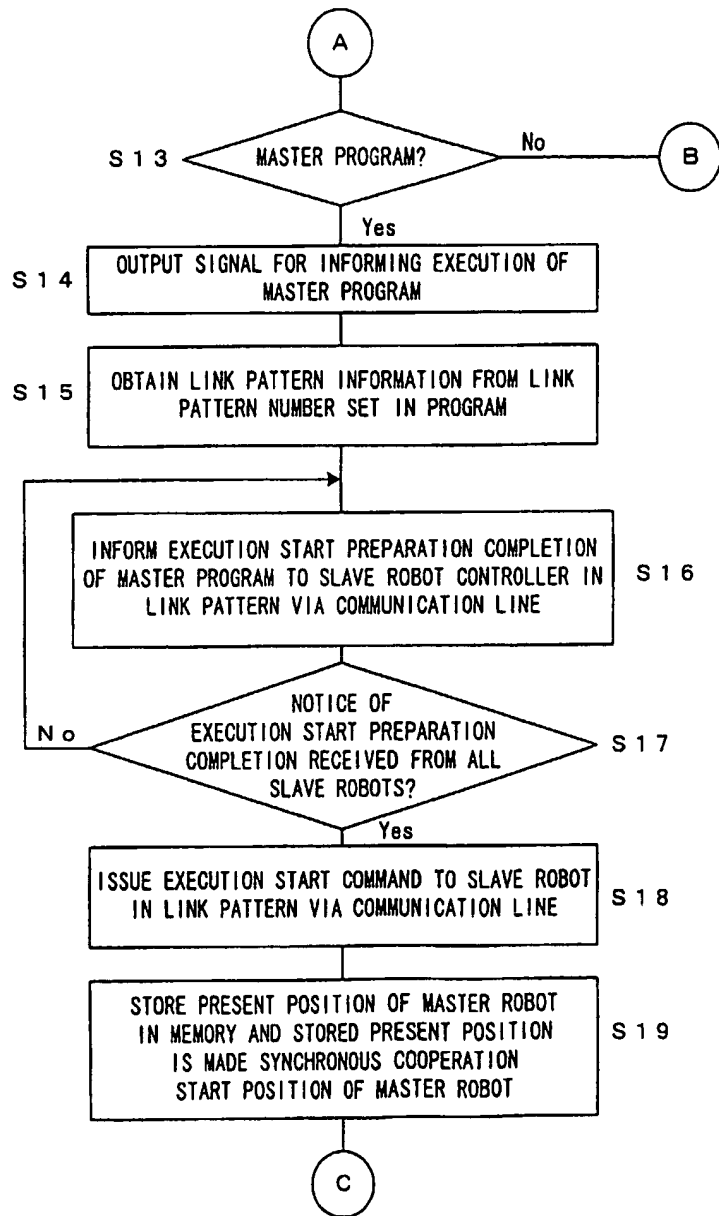 A
S13
MASTER PROGRAM?
No
B
Yes
S14
OUTPUT SIGNAL FOR INFORMING EXECUTION OF
MASTER PROGRAM
S15
OBTAIN LINK PATTERN INFORMATION FROM LINK
PATTERN NUMBER SET IN PROGRAM
INFORM EXECUTION START PREPARATION COMPLETION
OF MASTER PROGRAM TO SLAVE ROBOT CONTROLLER IN
LINK PATTERN VIA COMMUNICATION LINE
S16
No
NOTICE OF
EXECUTION START PREPARATION
COMPLETION RECEIVED FROM ALL
SLAVE ROBOTS?
S17
Yes
ISSUE EXECUTION START COMMAND TO SLAVE ROBOT
IN LINK PATTERN VIA COMMUNICATION LINE
S18
STORE PRESENT POSITION OF MASTER ROBOT
IN MEMORY AND STORED PRESENT POSITION
IS MADE SYNCHRONOUS COOPERATION
START POSITION OF MASTER ROBOT
S19
C